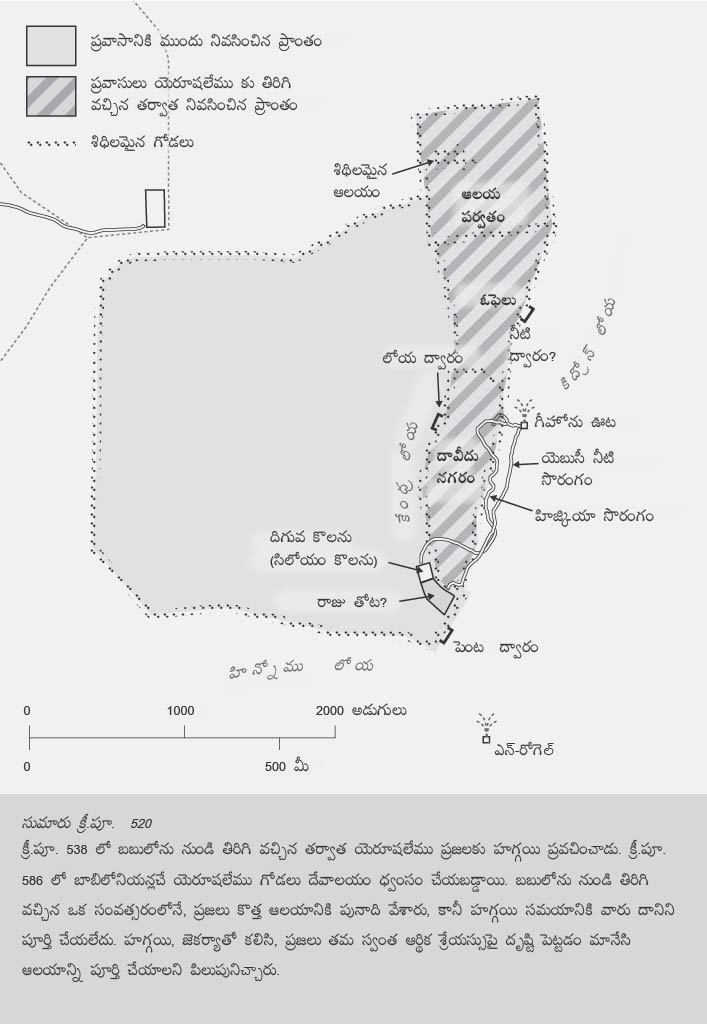 ప్రవాసానికి ముందు నివసించిన ప్రాంతం
ప్రవాసులు యెరూషలేము కు తిరిగి
వచ్చిన తర్వాత నివసించిన ప్రాంతం
శిధిలమైన గోడలు
శిథిలమైన
ఆలయం
ఆలయ
పర్వతం
ఓఫెలు
నీటి
ద్వారం?
కిద్రోన్ లోయ
లోయ ద్వారం
గీహోను ఊట
కేంద్ర లోయ
దావీదు
నగరం
యెబుసీ నీటి
సొరంగం
హిజ్కియా సొరంగం
దిగువ కొలను
(సిలోయం కొలను)
రాజు తోట?
పెంట ద్వారం
హిన్నోము లోయ
0 1000 2000 అడుగులు
0 500 మీ
ఎన్-రోగెల్
సుమారు క్రీ.పూ. 520
క్రీ.పూ. 538 లో బబులోను నుండి తిరిగి వచ్చిన తర్వాత యెరూషలేము ప్రజలకు హగ్గయి ప్రవచించాడు. క్రీ.పూ.
586 లో బాబిలోనియన్లచే యెరూషలేము గోడలు దేవాలయం ధ్వంసం చేయబడ్డాయి. బబులోను నుండి తిరిగి
వచ్చిన ఒక సంవత్సరంలోనే, ప్రజలు కొత్త ఆలయానికి పునాది వేశారు, కానీ హగ్గయి సమయానికి వారు దానిని
పూర్తి చేయలేదు. హగ్గయి, జెకర్యాతో కలిసి, ప్రజలు తమ స్వంత ఆర్థిక శ్రేయస్సుపై దృష్టి పెట్టడం మానేసి
ఆలయాన్ని పూర్తి చేయాలని పిలుపునిచ్చారు.